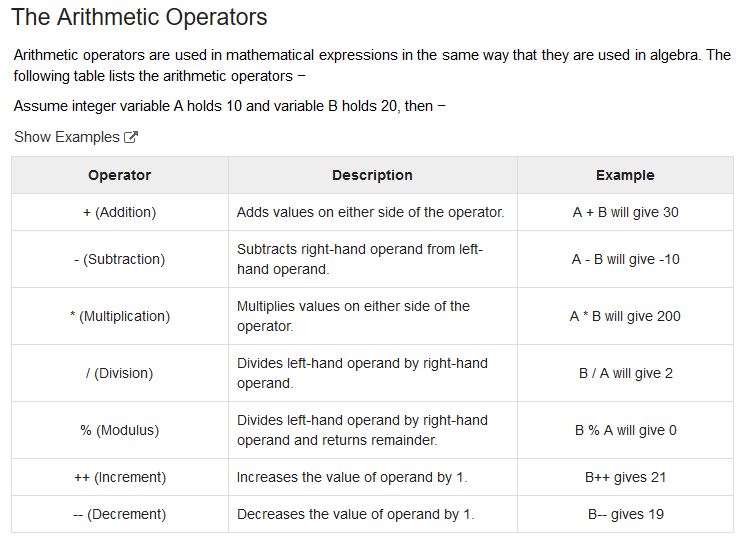 The Arithmetic Operators
Arithmetic operators are used in mathematical expressions in the same way that they are used in algebra. The
following table lists the arithmetic operators −
Assume integer variable A holds 10 and variable B holds 20, then −
Show Examples
Operator Description Example
+ (Addition) Adds values on either side of the operator. A + B will give 30
- (Subtraction) Subtracts right-hand operand from left-
hand operand. A - B will give -10
* (Multiplication) Multiplies values on either side of the
operator. A * B will give 200
/ (Division) Divides left-hand operand by right-hand
operand. B / A will give 2
% (Modulus) Divides left-hand operand by right-hand
operand and returns remainder. B % A will give 0
++ (Increment) Increases the value of operand by 1. B++ gives 21
-- (Decrement) Decreases the value of operand by 1. B-- gives 19